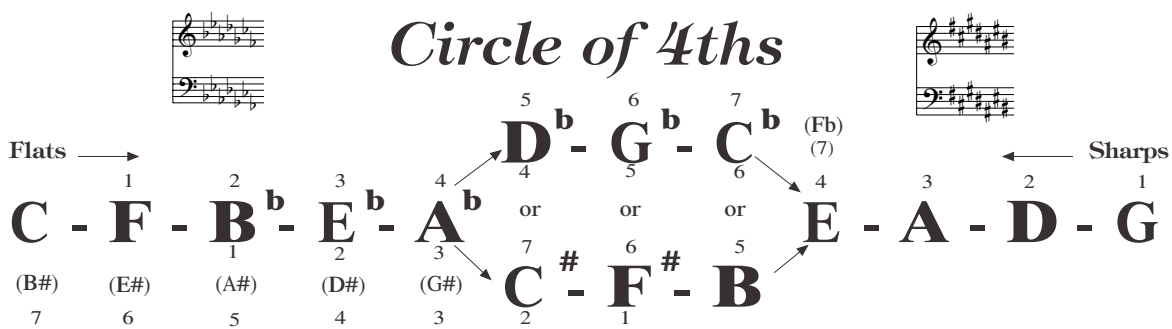 Circle of 4ths
5 6 7
D b - G b - C b (Fb)
Flats (7) Sharps
4 5 6
1 2 3 4 4 3 2 1
or or or
C - F - B b - E b - A b E - A - D - G
1 2 3 7 6 5
(B#) (E#) (A#) (D#) (G#) C # - F # - B
7 6 5 4 3 2 1